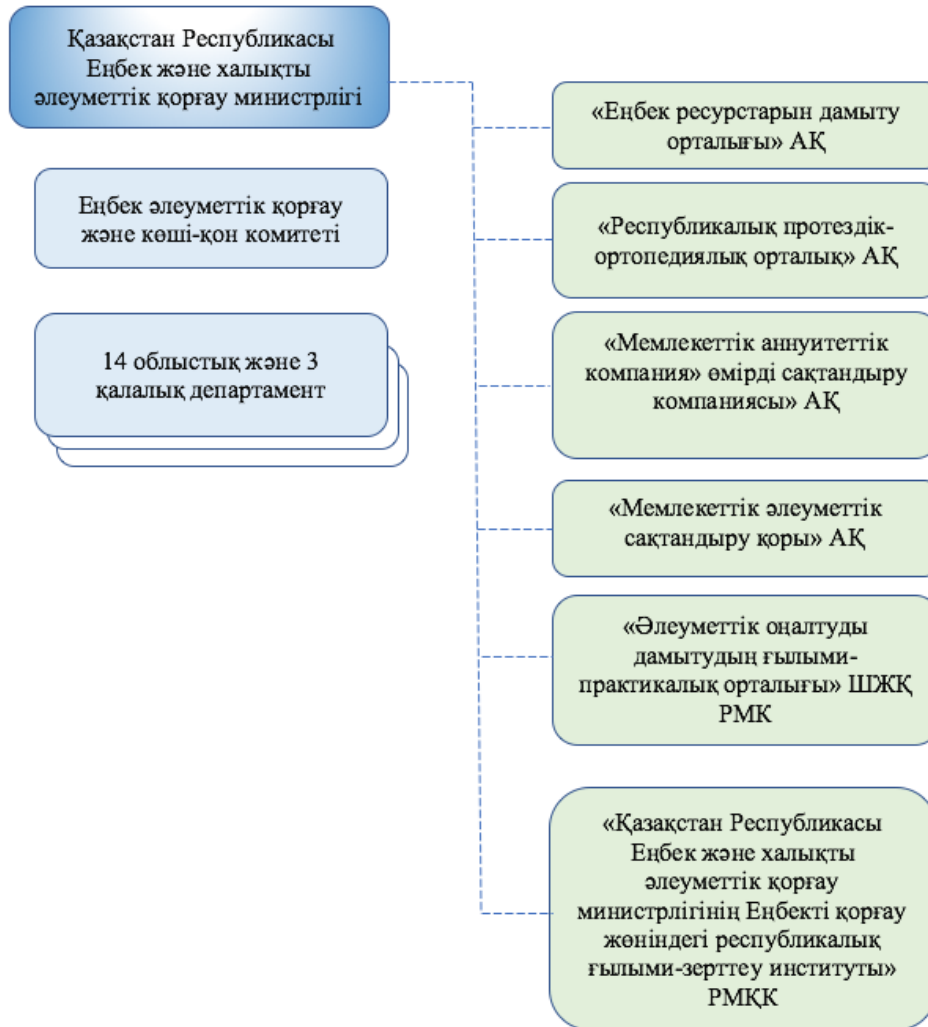 Қазақстан Республикасы
Еңбек және халықты
әлеуметтік қорғау министрлігі
Еңбек әлеуметтік қорғау
және көші-қон комитеті
14 облыстық және 3
қалалық департамент
«Еңбек ресурстарын дамыту
орталығы» АҚ
«Республикалық протездік-
ортопедиялық орталық» АҚ
«Мемлекеттік аннуитеттік
компания» өмірді сақтандыру
компаниясы» АҚ
«Мемлекеттік әлеуметтік
сақтандыру қоры» АҚ
«Әлеуметтік оңалтуды
дамытудың ғылыми-
практикалық орталығы» ШЖҚ
РМК
«Қазақстан Республикасы
Еңбек және халықты
әлеуметтік қорғау
министрлігінің Еңбекті қорғау
жөніндегі республикалық
ғылыми-зерттеу институты»
РМҚК